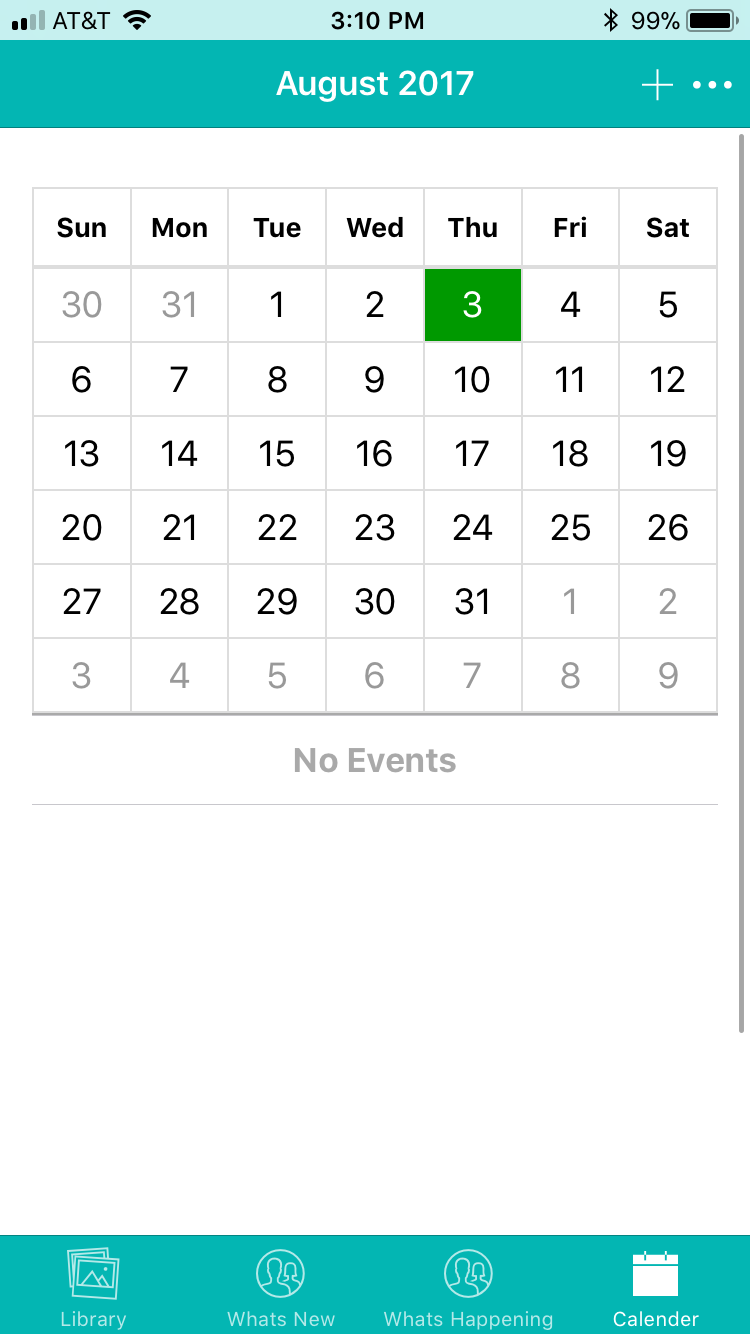 AT&T 3:10 PM 99%
August 2017
Sun Mon Tue Wed Thu Fri Sat
30 31 1 2 3 4 5
6 7 8 9 10 11 12
13 14 15 16 17 18 19
20 21 22 23 24 25 26
27 28 29 30 31 1 2
3 4 5 6 7 8 9
No Events
Library Whats New Whats Happening Calender